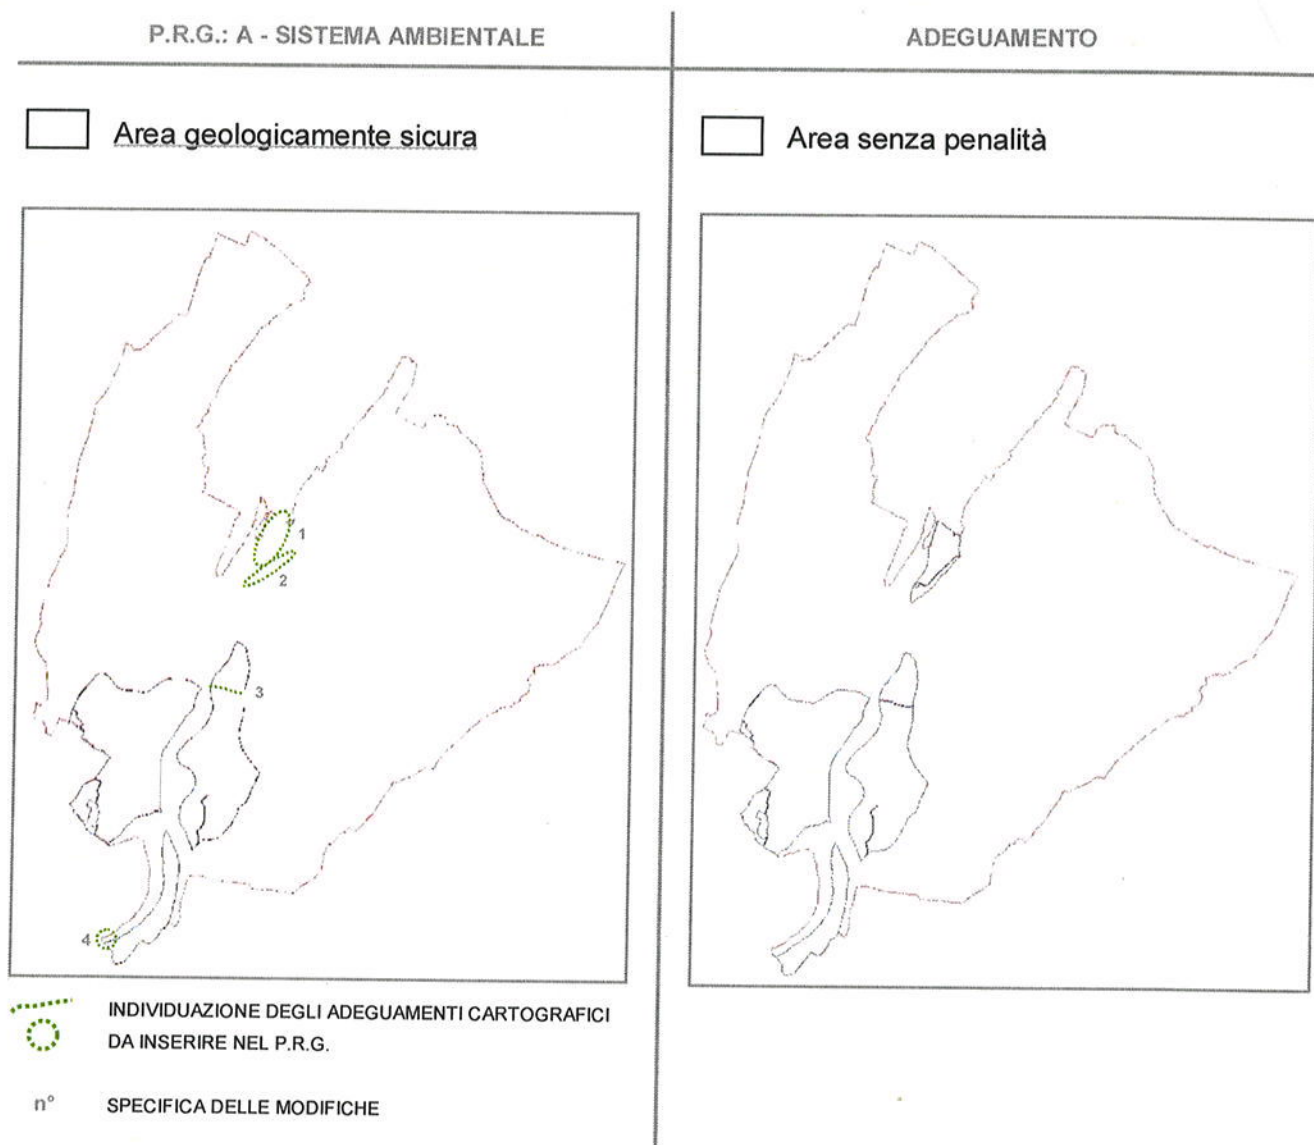 P.R.G.: A - SISTEMA AMBIENTALE
ADEGUAMENTO
Area geologicamente sicura
Area senza penalità
1
2
3
4
INDIVIDUAZIONE DEGLI ADEGUAMENTI CARTOGRAFICI
DA INSERIRE NEL P.R.G.
n° SPECIFICA DELLE MODIFICHE